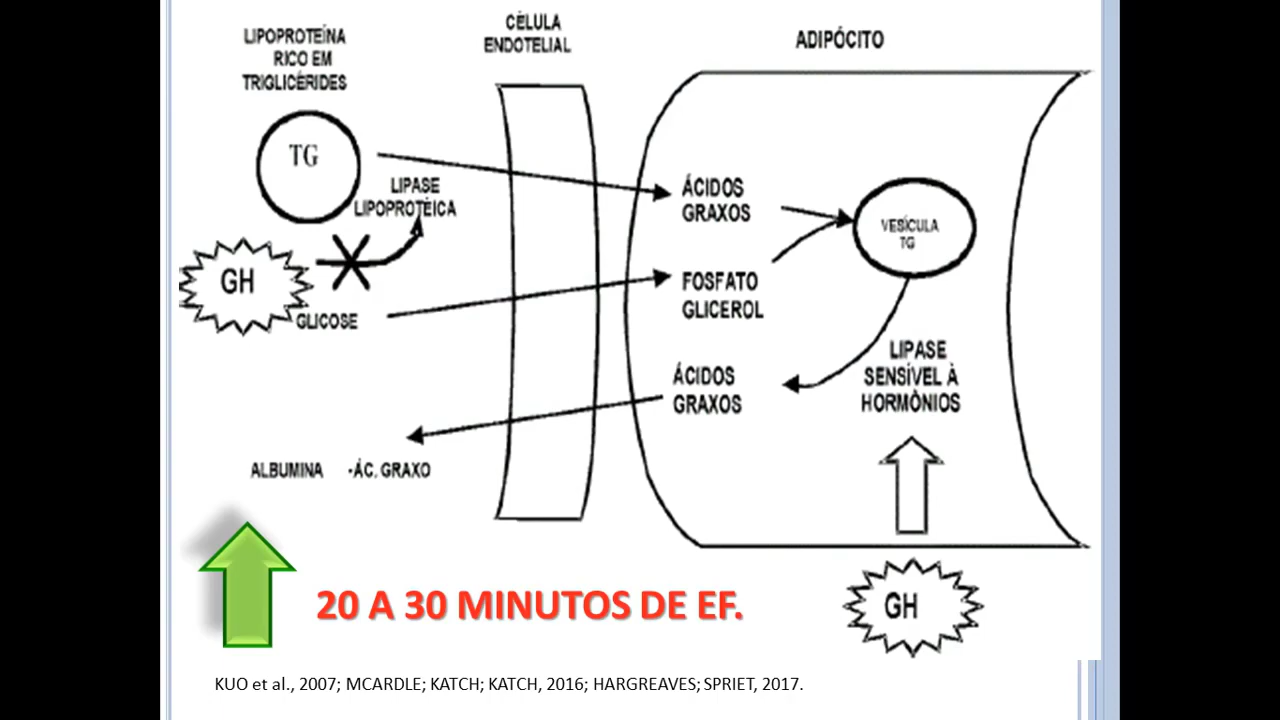 LIPOPROTEÍNA
RICO EM
TRIGLICÉRIDES
CÉLULA
ENDOTELIAL
ADIPÓCITO
TG
LIPASE
LIPOPROTÉICA
GH
GLICOSE
ÁCIDOS
GRAXOS
FOSFATO
GLICEROL
VESÍCULA
TG
ÁCIDOS
GRAXOS
LIPASE
SENSÍVEL À
HORMÔNIOS
ALBUMINA -ÁC. GRAXO
GH
20 A 30 MINUTOS DE EF.
KUO et al., 2007; MCARDLE; KATCH; KATCH, 2016; HARGREAVES; SPRIET, 2017.